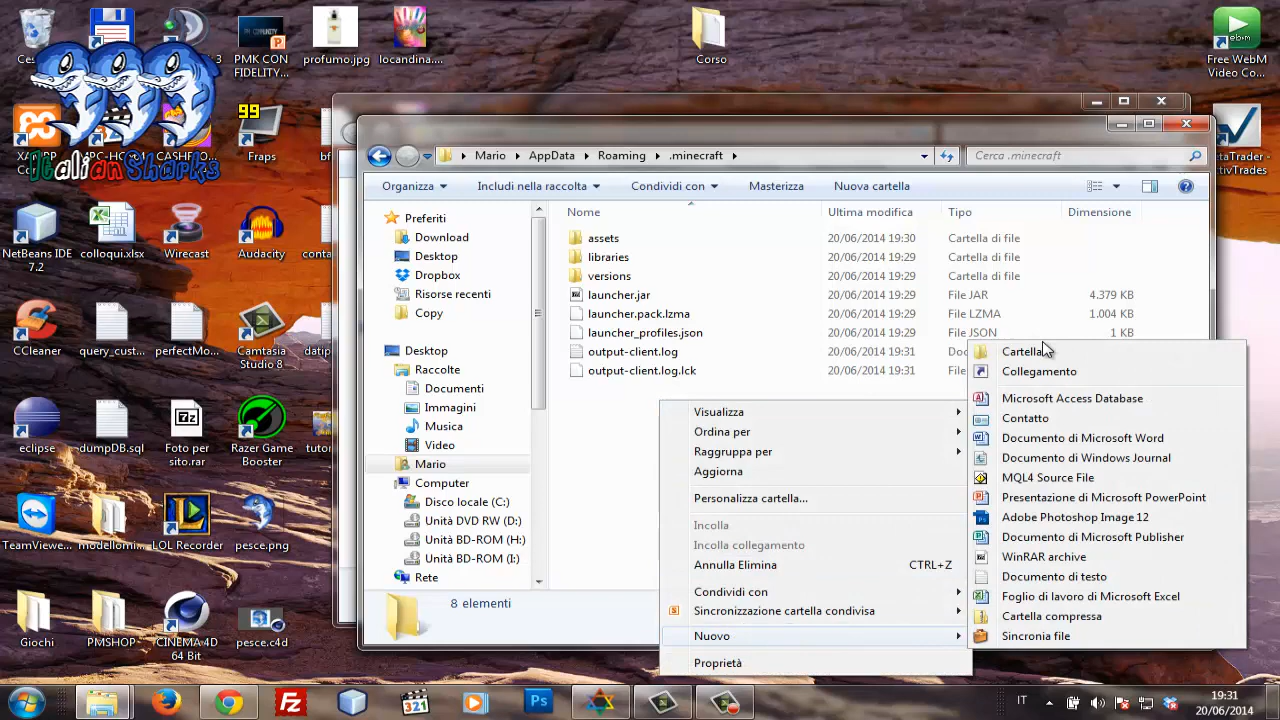 PMK CON
FIDELITY...
profumo.jpg
locandina....
Corso
Free WebM
Video Co...
ItalianSharks
99
Fraps
NetBeans IDE
7.2
colloqui.xlsx
Wirecast
Audacity
CCleaner
query_cust...
perfectMo...
Camtasia
Studio 8
eclipse
dumpDB.sql
Foto per
sito.rar
Razer Game
Booster
TeamViewe...
modellomi...
LOL Recorder
pesce.png
Giochi
PMSHOP
CINEMA 4D
64 Bit
pesce.c4d
Mario
AppData
Roaming
.minecraft
Cerca .minecraft
Organizza
Includi nella raccolta
Condividi con
Masterizza
Nuova cartella
Preferiti
Download
Desktop
Dropbox
Risorse recenti
Copy
Desktop
Raccolte
Documenti
Immagini
Musica
Video
Mario
Computer
Disco locale (C:)
Unità DVD RW (D:)
Unità BD-ROM (H:)
Unità BD-ROM (I:)
Rete
Nome Ultima modifica Tipo Dimensione
assets 20/06/2014 19:30 Cartella di file
libraries 20/06/2014 19:29 Cartella di file
versions 20/06/2014 19:29 Cartella di file
launcher.jar 20/06/2014 19:29 File JAR 4.379 KB
launcher.pack.lzma 20/06/2014 19:29 File LZMA 1.004 KB
launcher_profiles.json 20/06/2014 19:29 File JSON 1 KB
output-client.log 20/06/2014 19:31
output-client.log.lck 20/06/2014 19:31
8 elementi
Visualizza
Ordina per
Raggruppa per
Aggiorna
Personalizza cartella...
Incolla
Incolla collegamento
Annulla Elimina CTRL+Z
Condividi con
Sincronizzazione cartella condivisa
Nuovo
Proprietà
Cartella
Collegamento
Microsoft Access Database
Contatto
Documento di Microsoft Word
Documento di Windows Journal
MQL4 Source File
Presentazione di Microsoft PowerPoint
Adobe Photoshop Image 12
Documento di Microsoft Publisher
WinRAR archive
Documento di testo
Foglio di lavoro di Microsoft Excel
Cartella compressa
Sincronia file
IT
19:31
20/06/2014